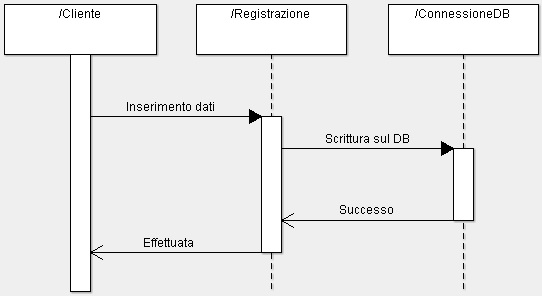 /Cliente
/Registrazione
/ConnessioneDB
Inserimento dati
Scrittura sul DB
Successo
Effettuata